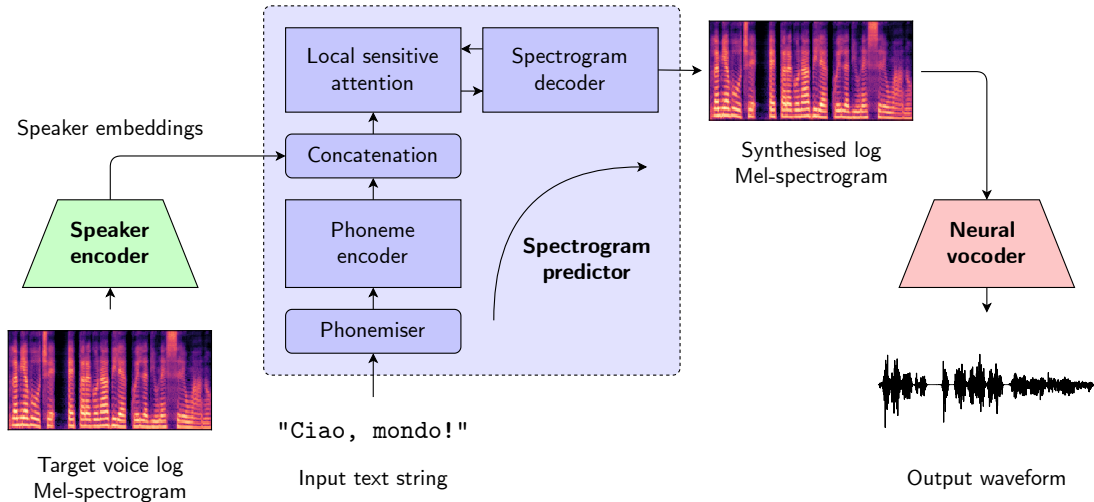 Local sensitive
attention
Spectrogram
decoder
Speaker embeddings
Concatenation
Synthesised log
Mel-spectrogram
Speaker
encoder
Phoneme
encoder
Spectrogram
predictor
Neural
vocoder
Phonemiser
"Ciao, mondo!"
Target voice log
Mel-spectrogram
Input text string
Output waveform